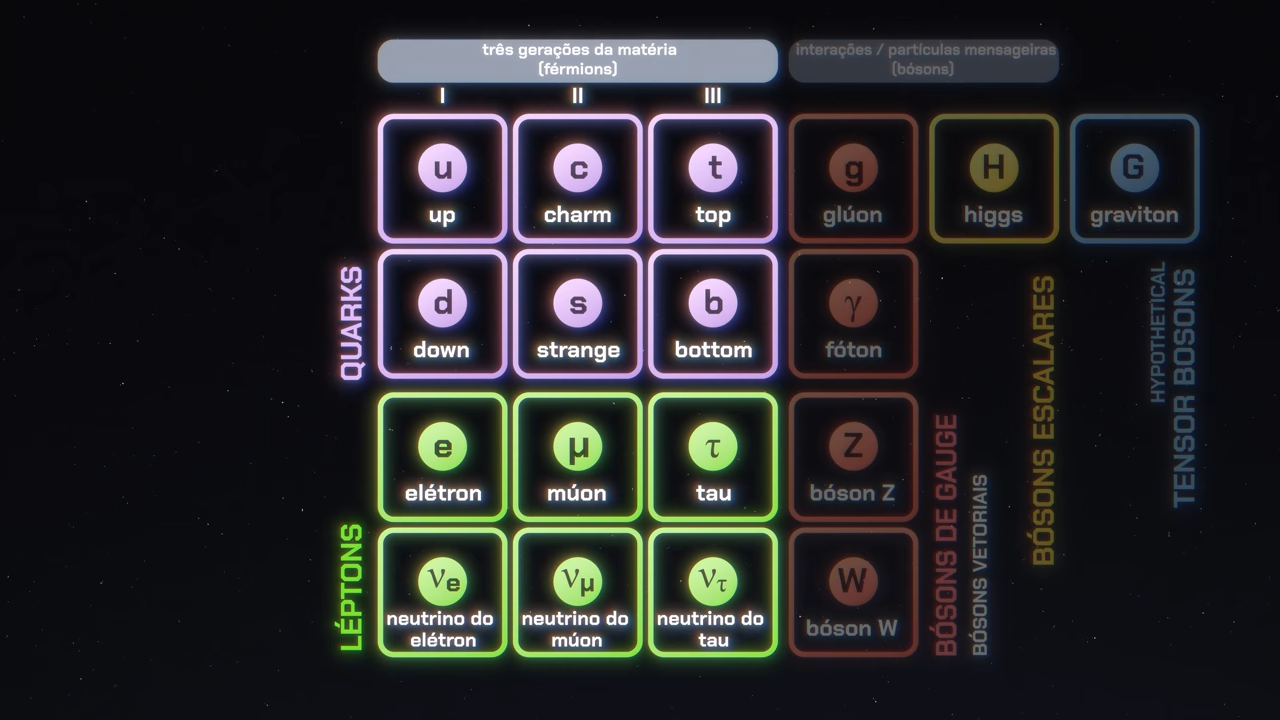 três gerações da matéria
(férmions)
interações / partículas mensageiras
(bósons)
I
II
III
u
up
c
charm
t
top
g
glúon
H
higgs
G
graviton
QUARKS
d
down
s
strange
b
bottom
γ
fóton
e
elétron
μ
múon
τ
tau
Z
bóson Z
LÉPTONS
νe
neutrino do
elétron
νμ
neutrino do
múon
ντ
neutrino do
tau
W
bóson W
BÓSONS DE GAUGE
BÓSONS VETORIAIS
BÓSONS ESCALARES
HYPOTHETICAL
TENSOR BOSONS